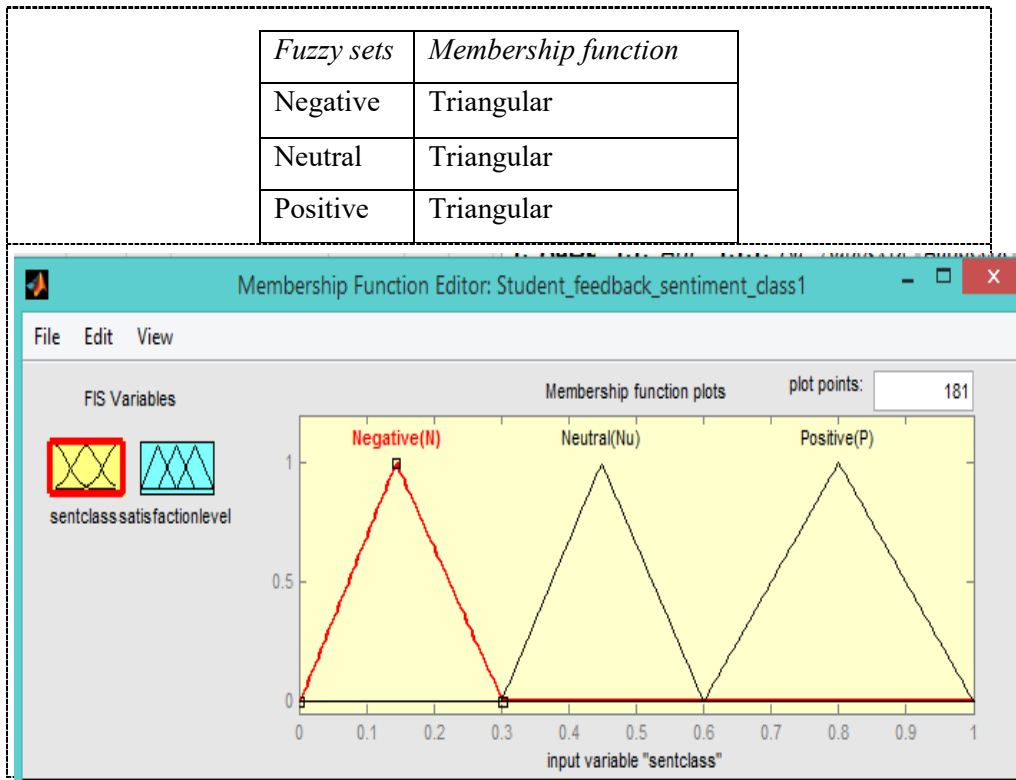 Fuzzy sets Membership function
Negative Triangular
Neutral Triangular
Positive Triangular
Membership Function Editor: Student_feedback_sentiment_class1
File Edit View
FIS Variables
Membership function plots plot points: 181
Negative(N) Neutral(Nu) Positive(P)
sentclass satisfactionlevel
1
0.5
0
0 0.1 0.2 0.3 0.4 0.5 0.6 0.7 0.8 0.9 1
input variable "sentclass"